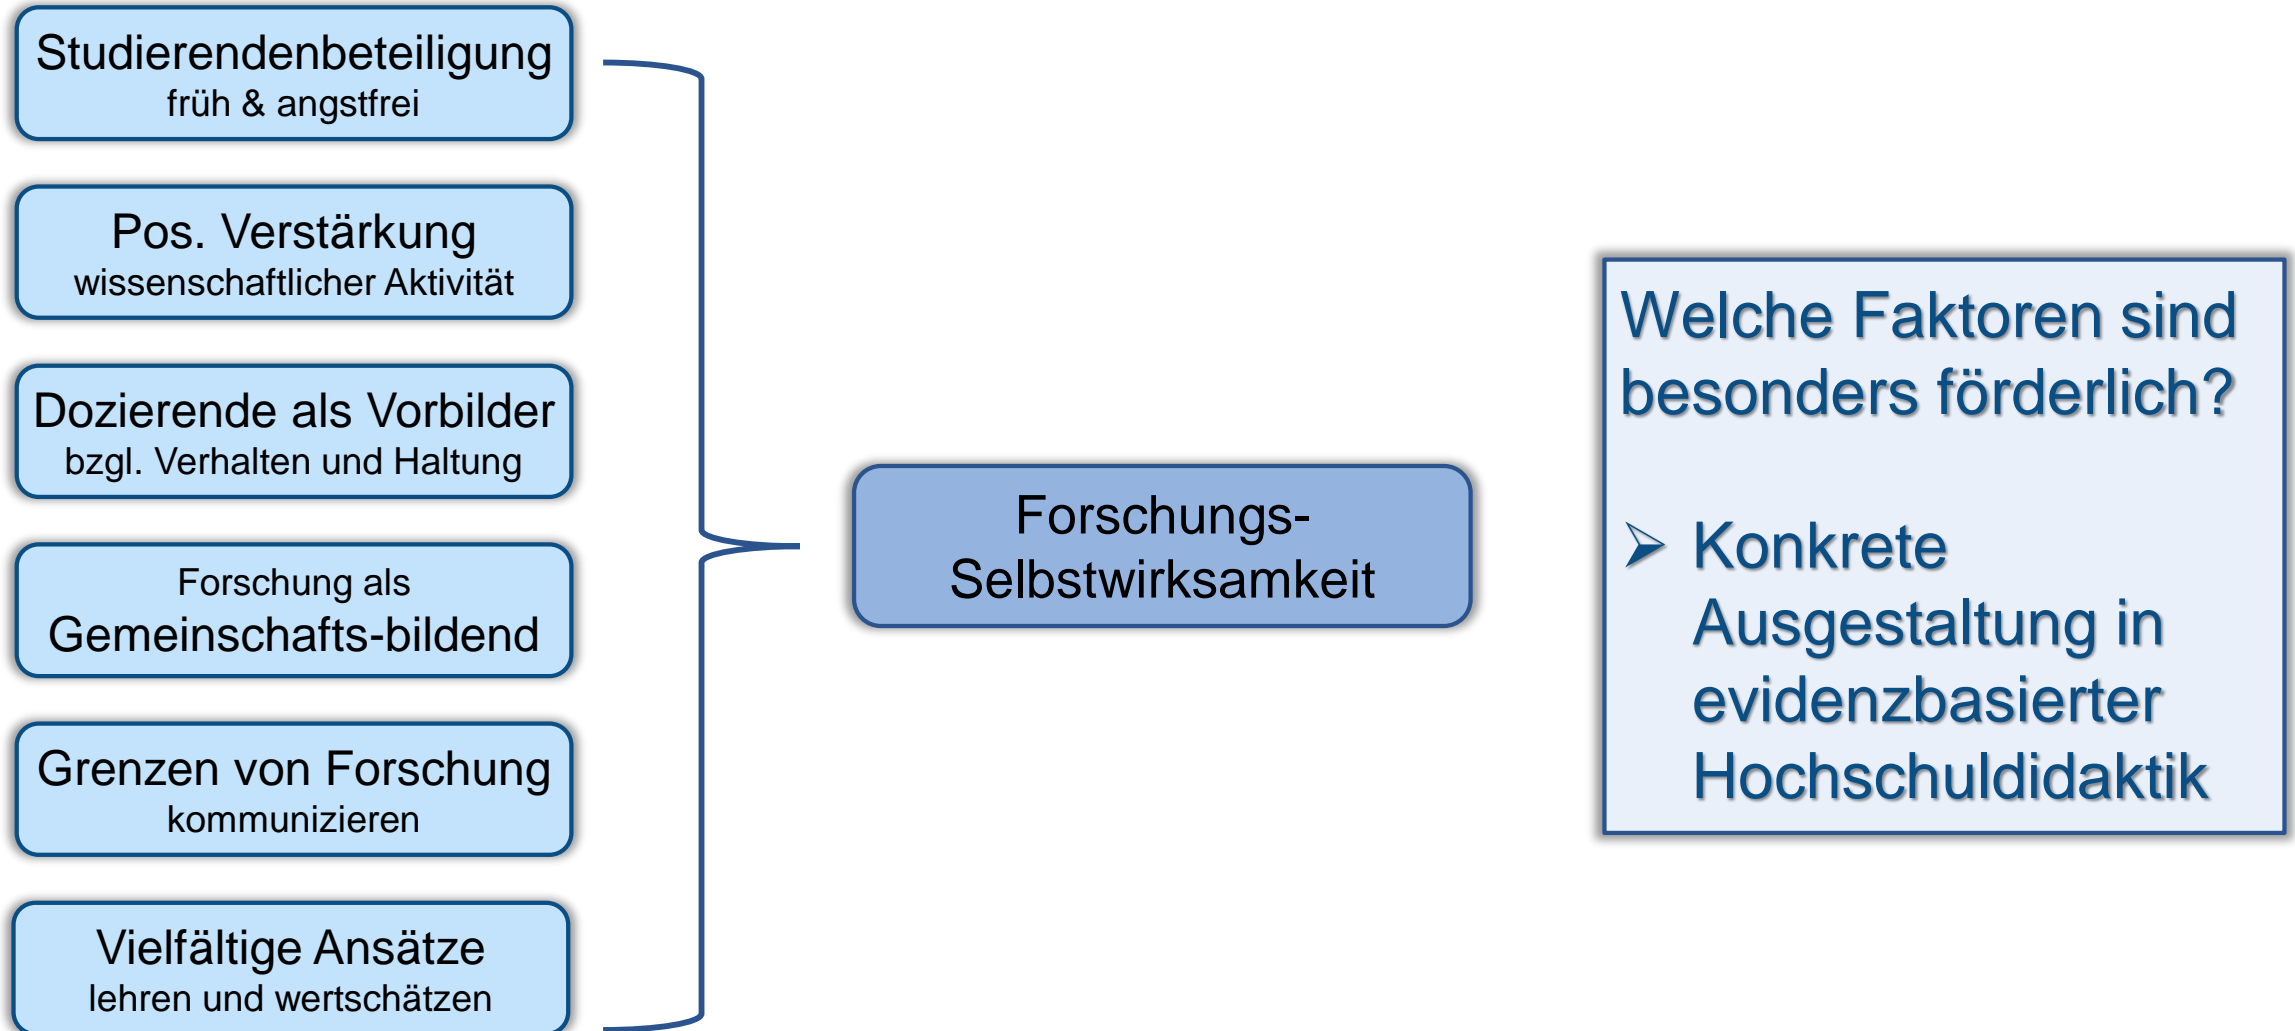 Studierendenbeteiligung
früh & angstfrei
Pos. Verstärkung
wissenschaftlicher Aktivität
Dozierende als Vorbilder
bzgl. Verhalten und Haltung
Forschung als
Gemeinschafts-bildend
Grenzen von Forschung
kommunizieren
Vielfältige Ansätze
lehren und wertschätzen
Forschungs-
Selbstwirksamkeit
Welche Faktoren sind
besonders förderlich?
➢ Konkrete
Ausgestaltung in
evidenzbasierter
Hochschuldidaktik